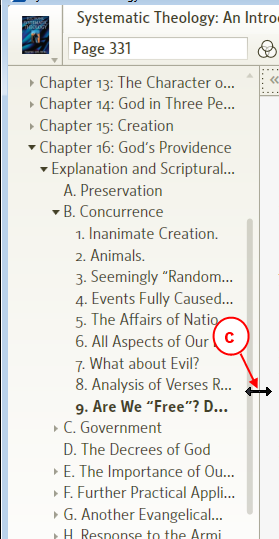 Systematic Theology: An Intro
Page 331
Chapter 13: The Character o...
Chapter 14: God in Three Pe...
Chapter 15: Creation
Chapter 16: God's Providence
Explanation and Scriptural...
A. Preservation
B. Concurrence
1. Inanimate Creation.
2. Animals.
3. Seemingly “Random...
4. Events Fully Caused...
5. The Affairs of Natio
6. All Aspects of Our
7. What about Evil?
8. Analysis of Verses R...
9. Are We “Free”? D...
C. Government
D. The Decrees of God
E. The Importance of Ou...
F. Further Practical Appli...
G. Another Evangelical...
H. Response to the Armi
C